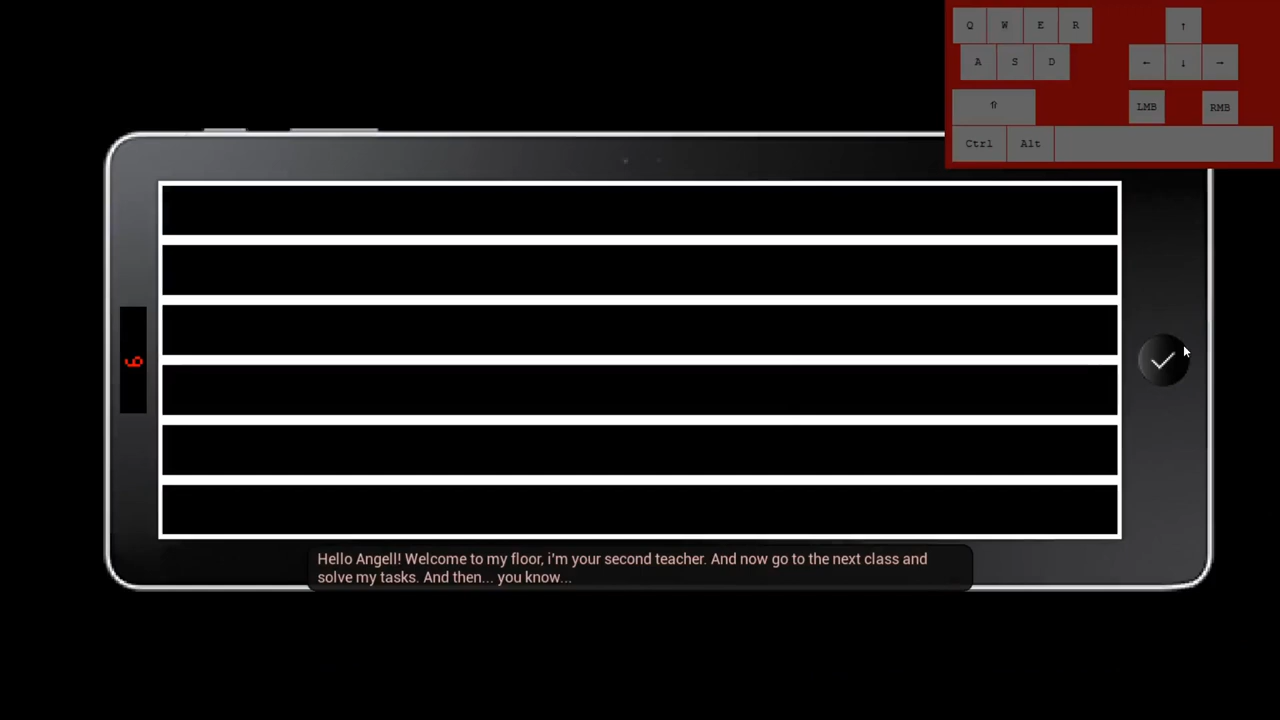 Q W E R ↑
A S D ← ↓ →
⇧ LMB RMB
Ctrl Alt
6
Hello Angell! Welcome to my floor, i'm your second teacher. And now go to the next class and
solve my tasks. And then... you know...